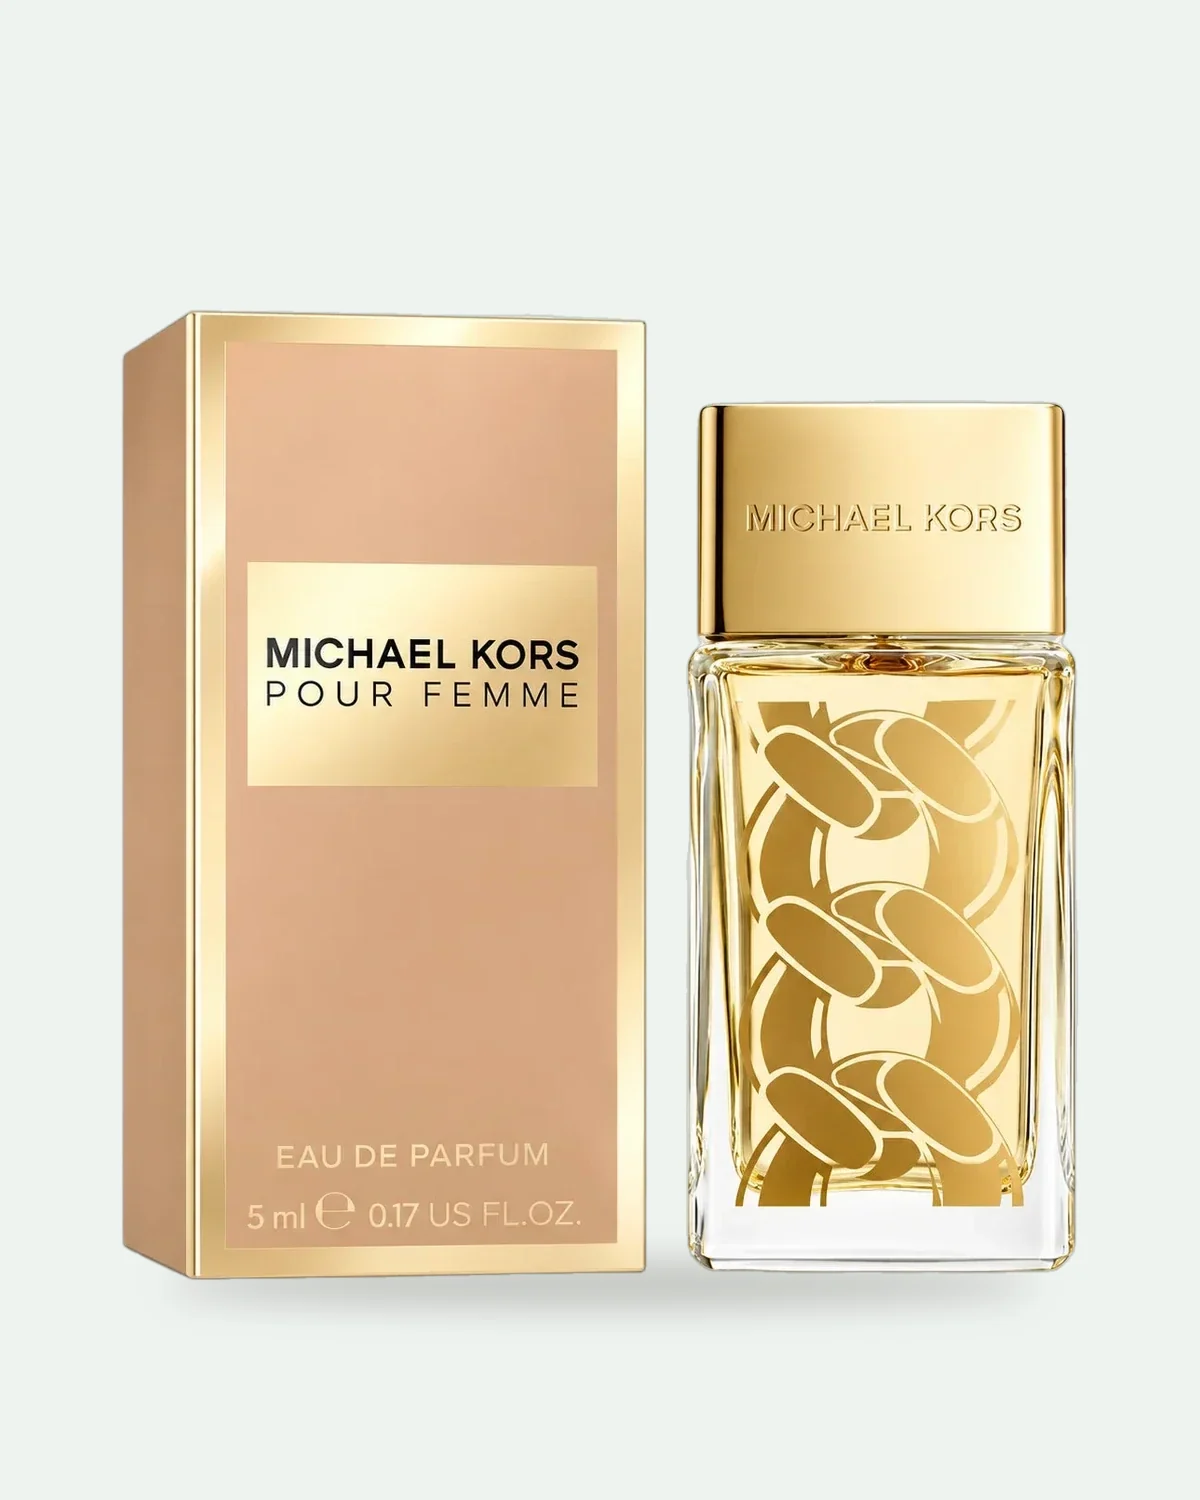 MICHAEL KORS
POUR FEMME
EAU DE PARFUM
5 ml ℮ 0.17 US FL.OZ.
MICHAEL KORS